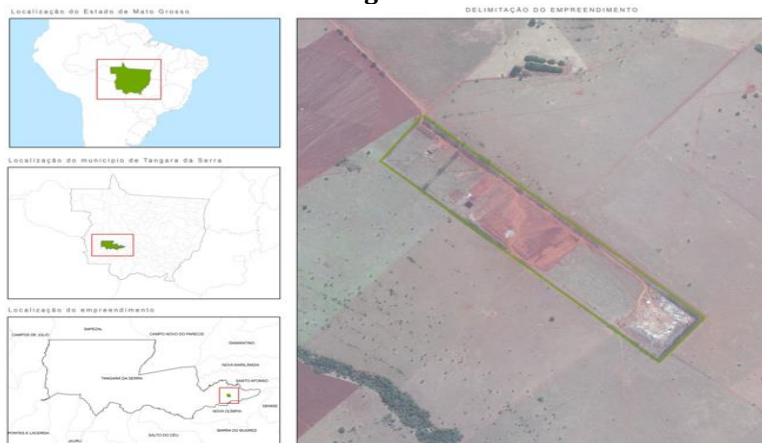 Localização do Estado de Mato Grosso
DELIMITAÇÃO DO EMPREENDIMENTO
Localização do município de Tangara da Serra
Localização do empreendimento
SAPEZAL
CAMPOS DE JÚLIO
CAMPO NOVO DO PARECIS
DIAMANTINO
NOVA MARILÂNDIA
TANGARÁ DA SERRA
SANTO AFONSO
NOVA OLÍMPIA
BARRA DO BUGRES
PONTES E LACERDA
SALTO DO CÉU
JAURU